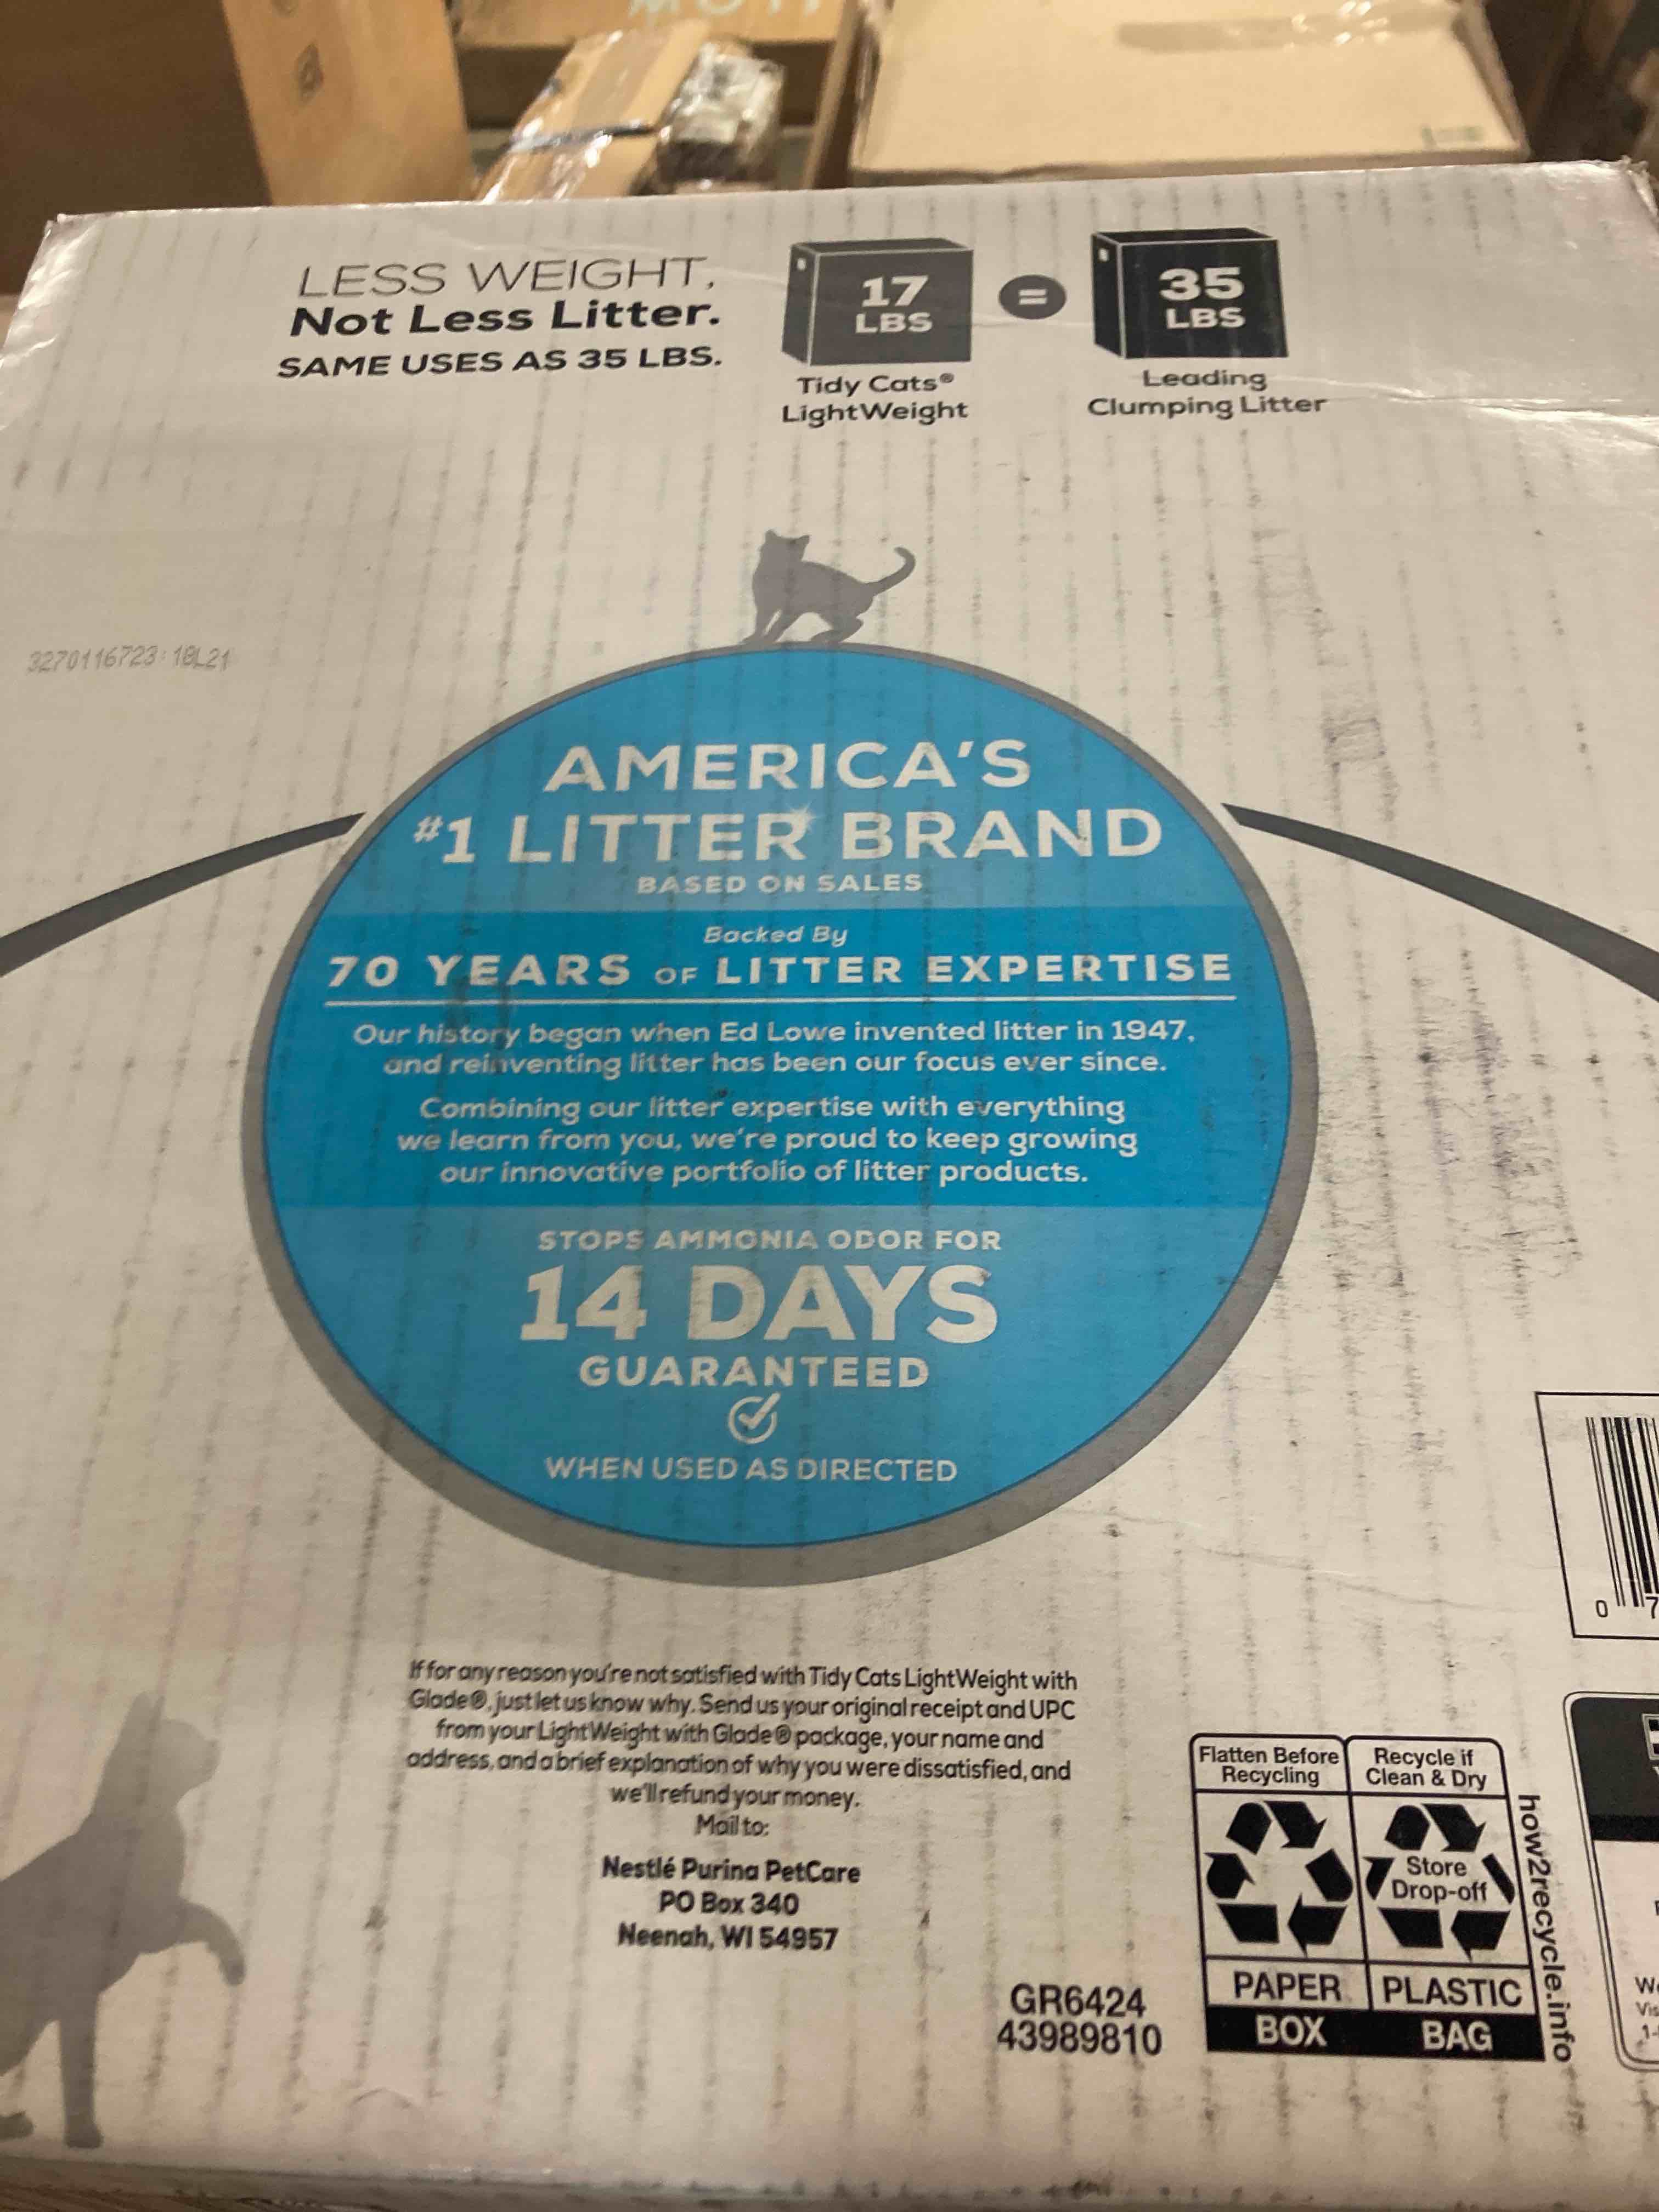 LESS WEIGHT,
Not Less Litter.
SAME USES AS 35 LBS.
17
LBS
Tidy Cats®
LightWeight
=
35
LBS
Leading
Clumping Litter
3270116723:18L21
AMERICA'S
#1 LITTER BRAND
BASED ON SALES
Backed By
70 YEARS OF LITTER EXPERTISE
Our history began when Ed Lowe invented litter in 1947,
and reinventing litter has been our focus ever since.
Combining our litter expertise with everything
we learn from you, we're proud to keep growing
our innovative portfolio of litter products.
STOPS AMMONIA ODOR FOR
14 DAYS
GUARANTEED
WHEN USED AS DIRECTED
0 7
If for any reason you're not satisfied with Tidy Cats LightWeight with
Glade®, just let us know why. Send us your original receipt and UPC
from your LightWeight with Glade® package, your name and
address, and a brief explanation of why you were dissatisfied, and
we'll refund your money.
Mail to:
Nestlé Purina PetCare
PO Box 340
Neenah, WI 54957
GR6424
43989810
Flatten Before
Recycling
PAPER
BOX
Recycle if
Clean & Dry
Store
Drop-off
PLASTIC
BAG
how2recycle.info